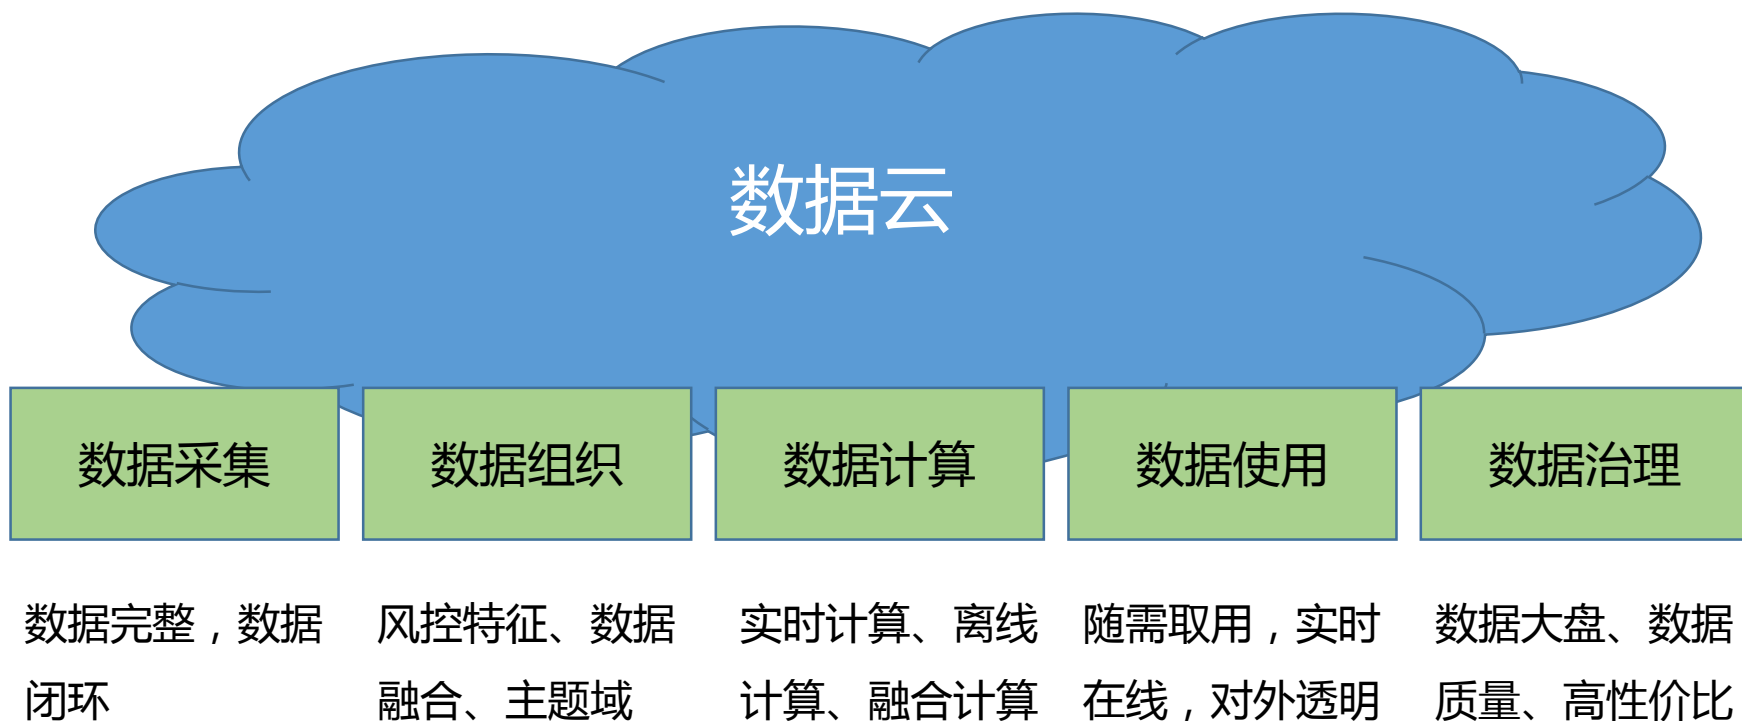 数据云
数据采集
数据组织
数据计算
数据使用
数据治理
数据完整，数据
闭环
风控特征、数据
融合、主题域
实时计算、离线
计算、融合计算
随需取用，实时
在线，对外透明
数据大盘、数据
质量、高性价比